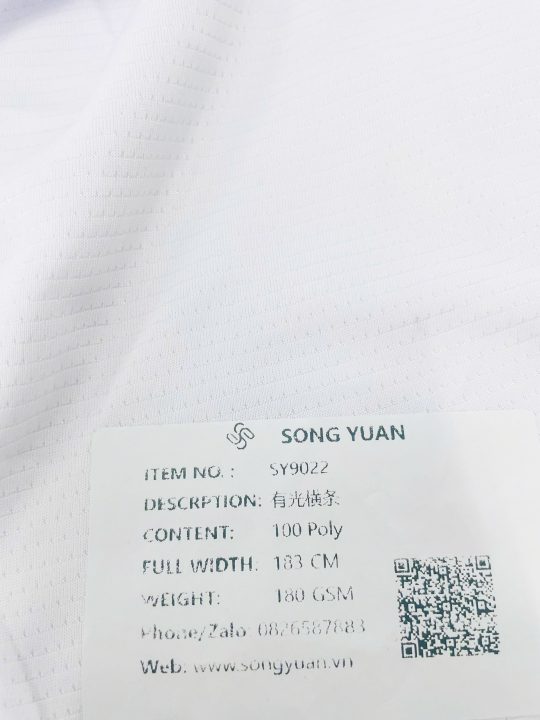 SONG YUAN
ITEM NO. : SY9022
DESCRPTION: 有光横条
CONTENT: 100 Poly
FULL WIDTH: 183 CM
WEIGHT: 180 GSM
Phone/Zalo: 0826587883
Web: www.songyuan.vn